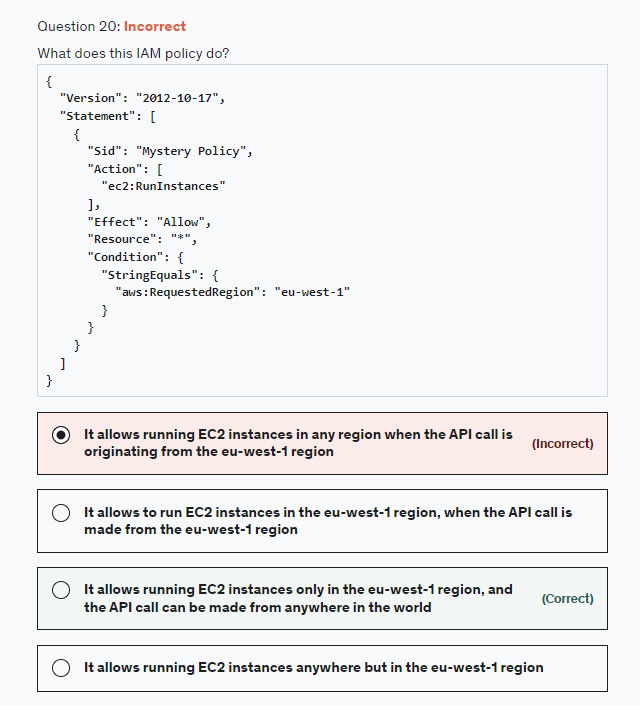 Question 20: Incorrect
What does this IAM policy do?
{
"Version": "2012-10-17",
"Statement": [
{
"Sid": "Mystery Policy",
"Action": [
"ec2:RunInstances"
],
"Effect": "Allow",
"Resource": "*",
"Condition": {
"StringEquals": {
"aws:RequestedRegion": "eu-west-1"
}
}
}
]
}
It allows running EC2 instances in any region when the API call is
originating from the eu-west-1 region
(Incorrect)
It allows to run EC2 instances in the eu-west-1 region, when the API call is
made from the eu-west-1 region
It allows running EC2 instances only in the eu-west-1 region, and
the API call can be made from anywhere in the world
(Correct)
It allows running EC2 instances anywhere but in the eu-west-1 region